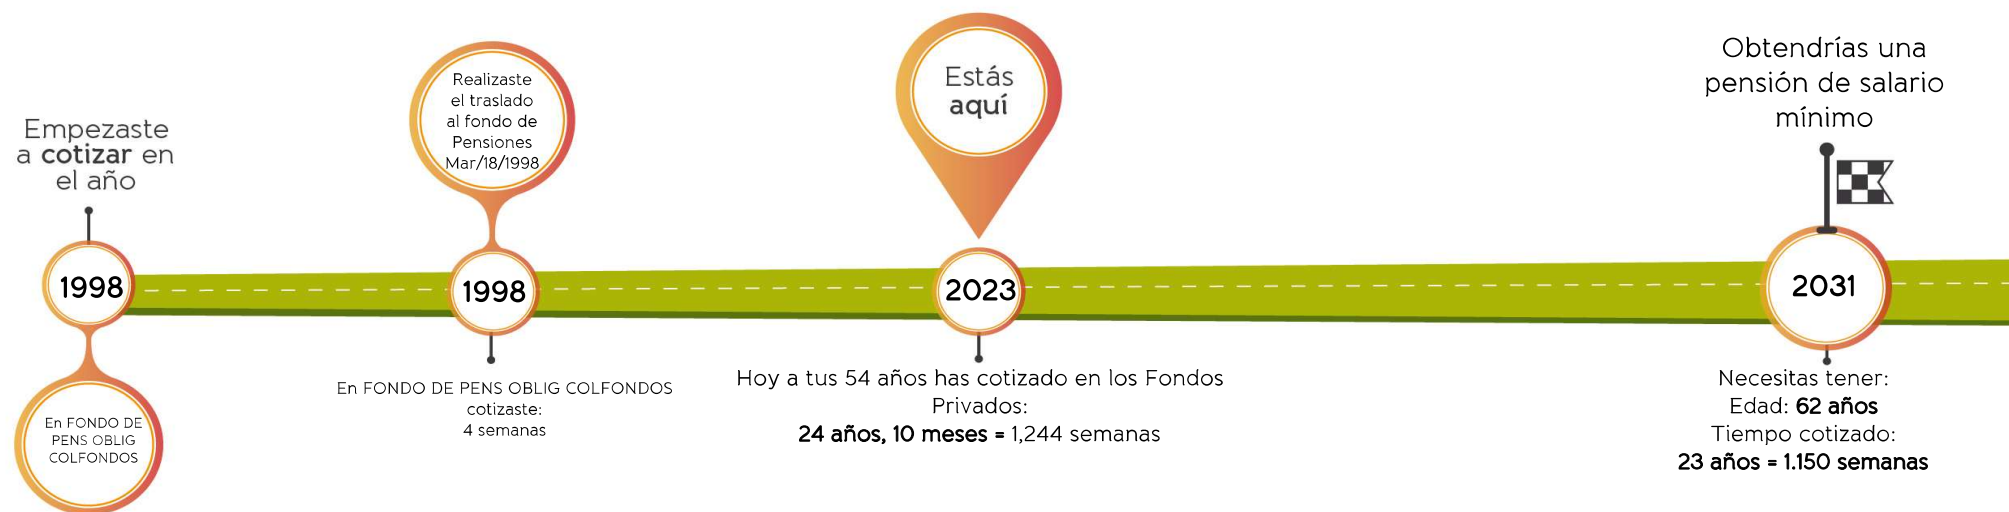 Empezaste
a cotizar en
el año
1998
En FONDO DE
PENS OBLIG
COLFONDOS
Realizaste
el traslado
al fondo de
Pensiones
Mar/18/1998
1998
En FONDO DE PENS OBLIG COLFONDOS
cotizaste:
4 semanas
Estás
aquí
2023
Hoy a tus 54 años has cotizado en los Fondos
Privados:
24 años, 10 meses = 1,244 semanas
Obtendrías una
pensión de salario
mínimo
2031
Necesitas tener:
Edad: 62 años
Tiempo cotizado:
23 años = 1.150 semanas